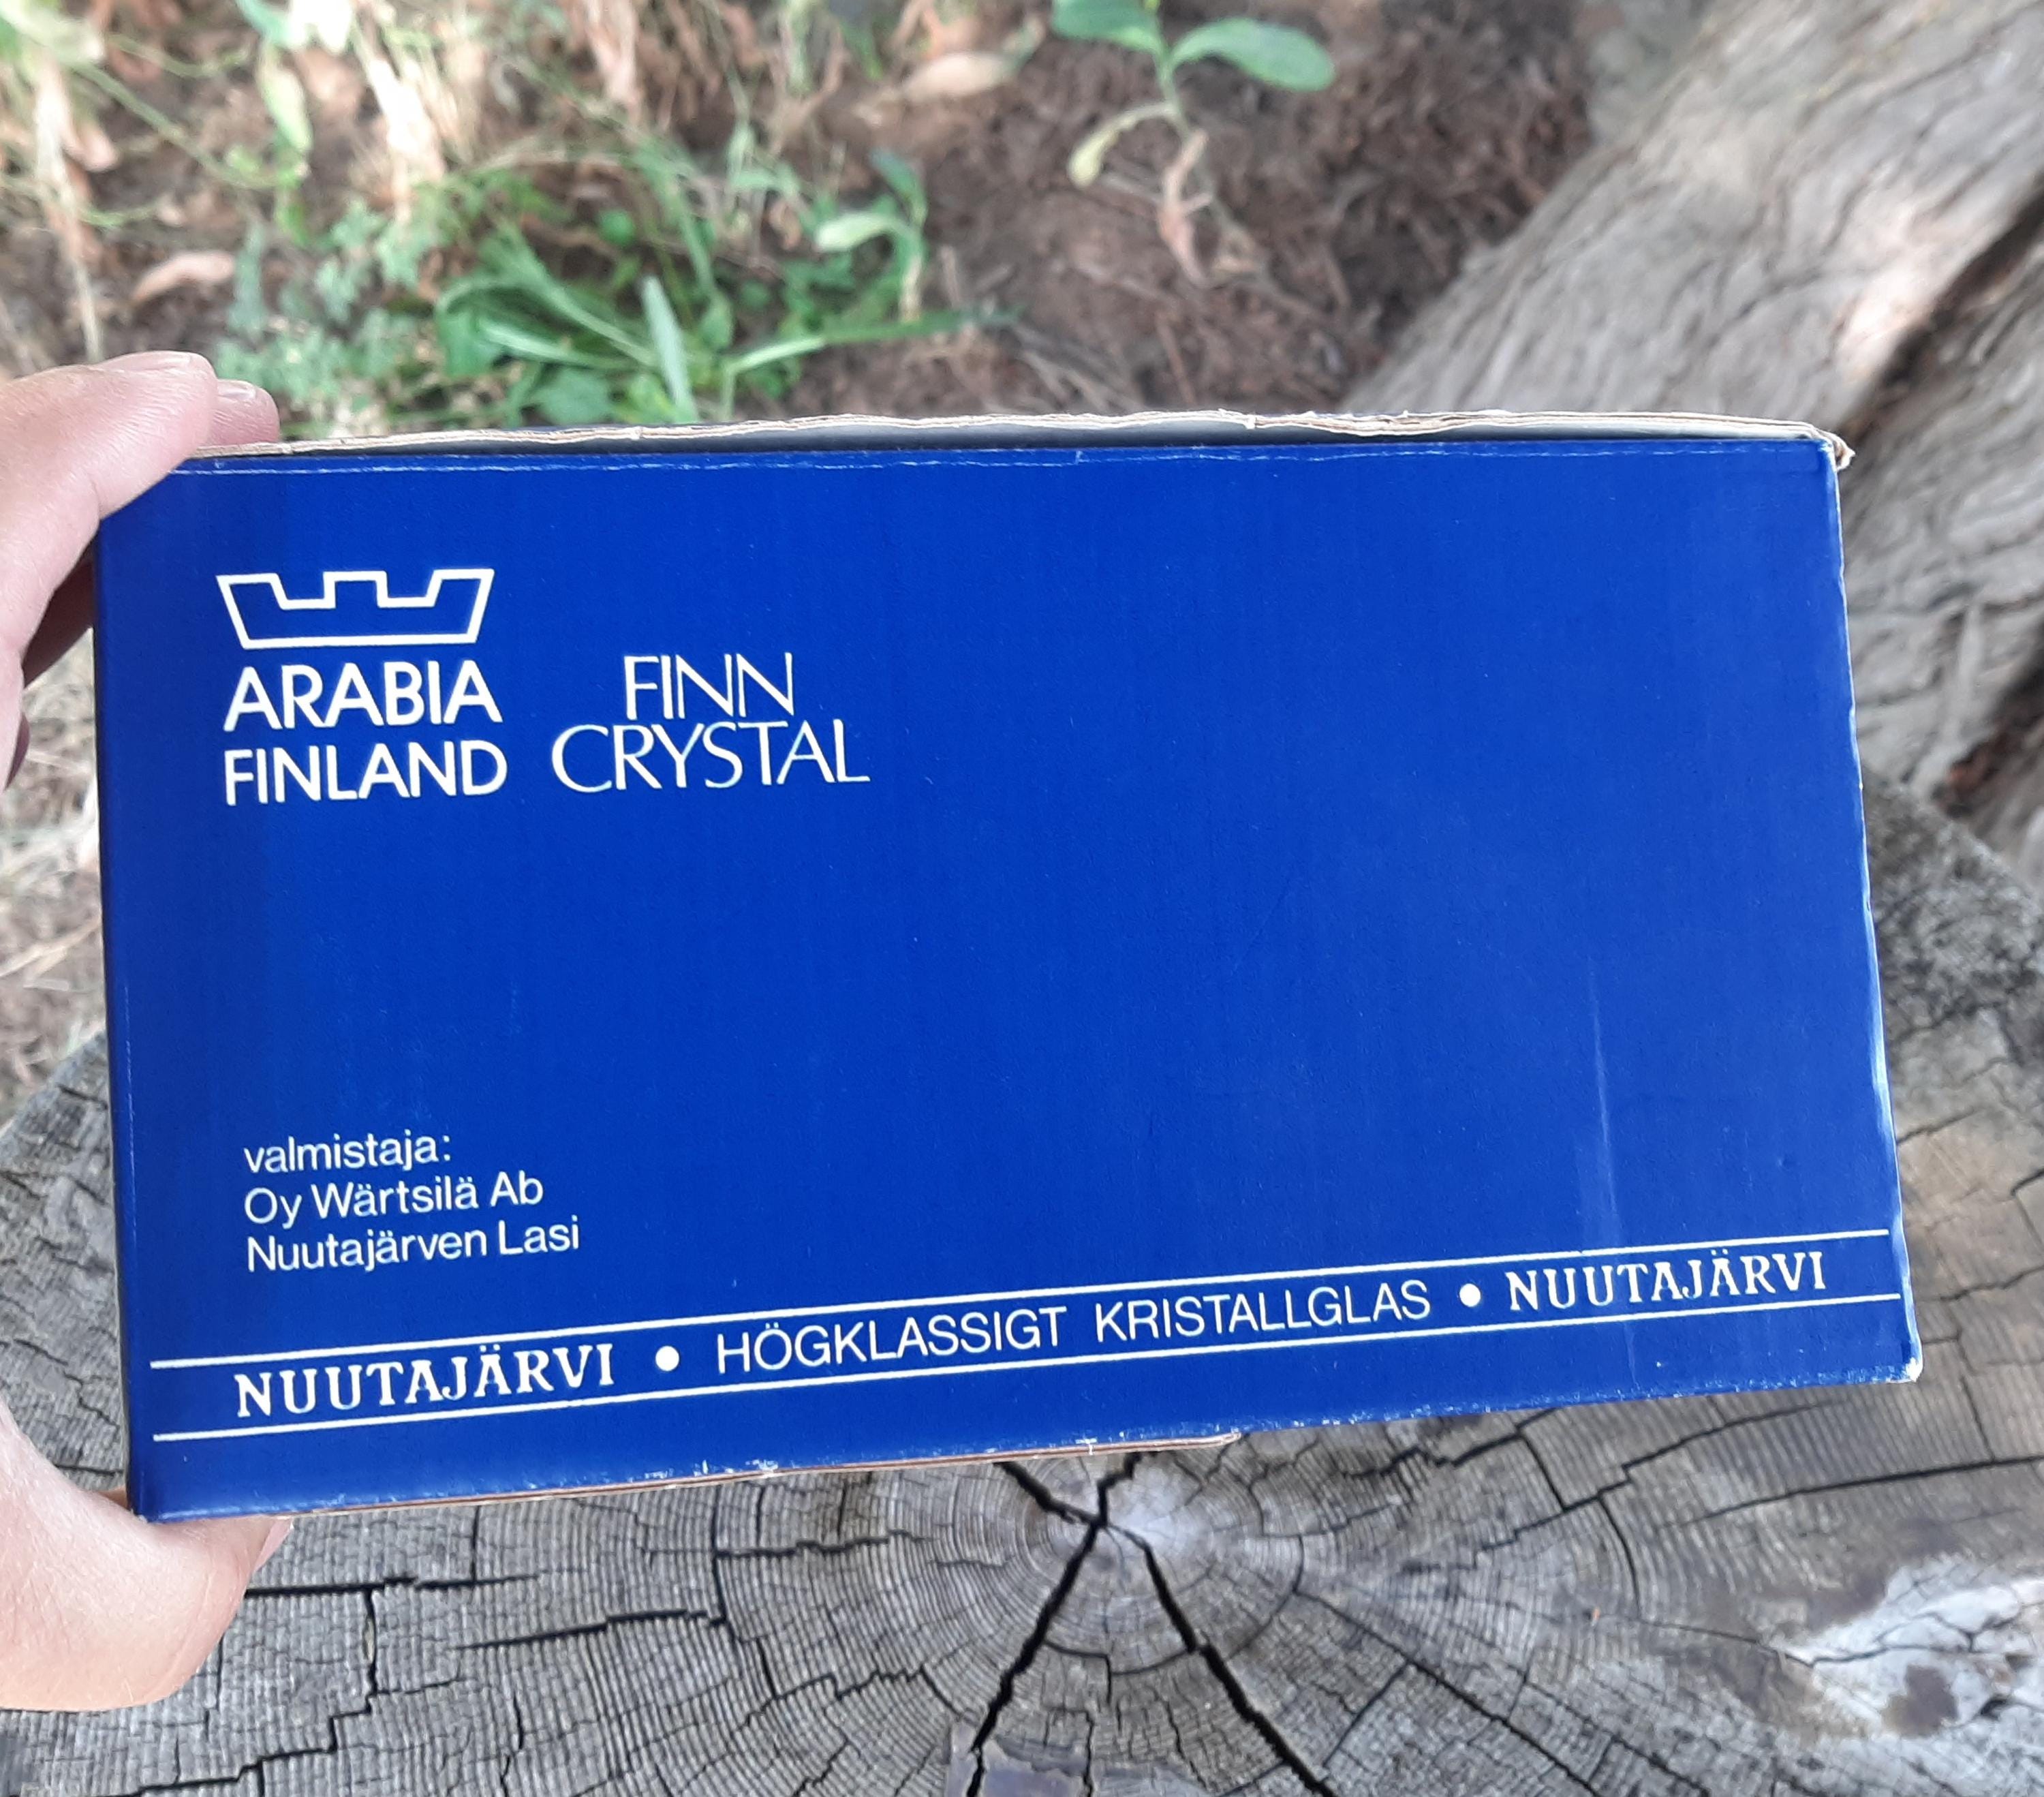 ARABIA
FINLAND
FINN
CRYSTAL
valmistaja:
Oy Wärtsilä Ab
Nuutajärven Lasi
NUUTAJÄRVI • HÖGKLASSIGT KRISTALLGLAS • NUUTAJÄRVI